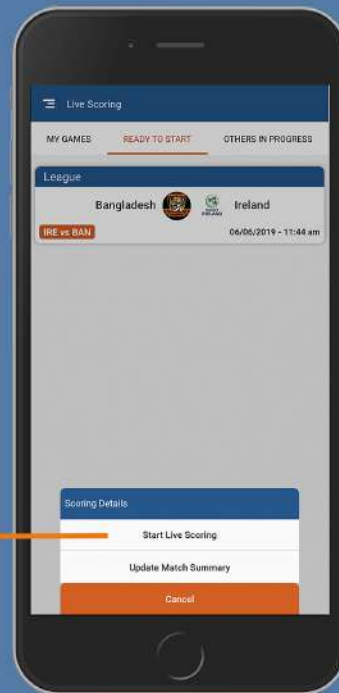 Live Scoring
MY GAMES READY TO START OTHERS IN PROGRESS
League
Bangladesh Ireland
IRE vs BAN 06/06/2019 - 11:44 am
Scoring Details
Start Live Scoring
Update Match Summary
Cancel